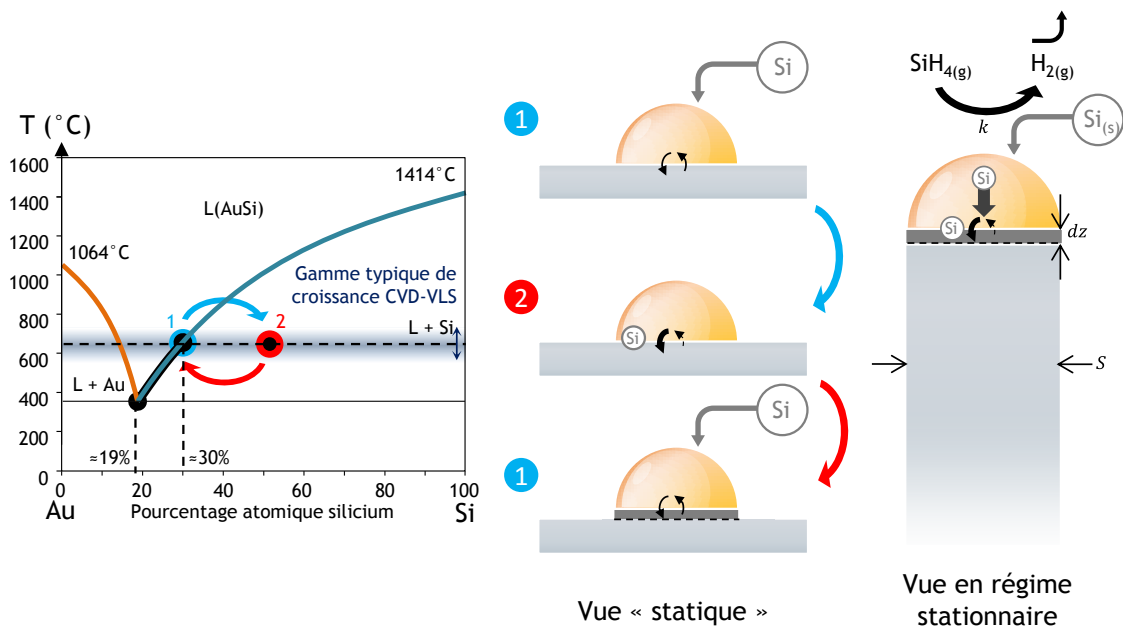 T (°C)
1600
1400
1200
1000
800
600
400
200
0
1064°C
L(AuSi)
1414°C
Gamme typique de
croissance CVD-VLS
1
2
L + Si
L + Au
≈19%
≈30%
0
20
40
60
80
100
Au
Pourcentage atomique silicium
Si
1
Si
2
Si
1
Si
Vue « statique »
SiH4(g)
H2(g)
k
Si(s)
Si
Si
dz
S
Vue en régime
stationnaire